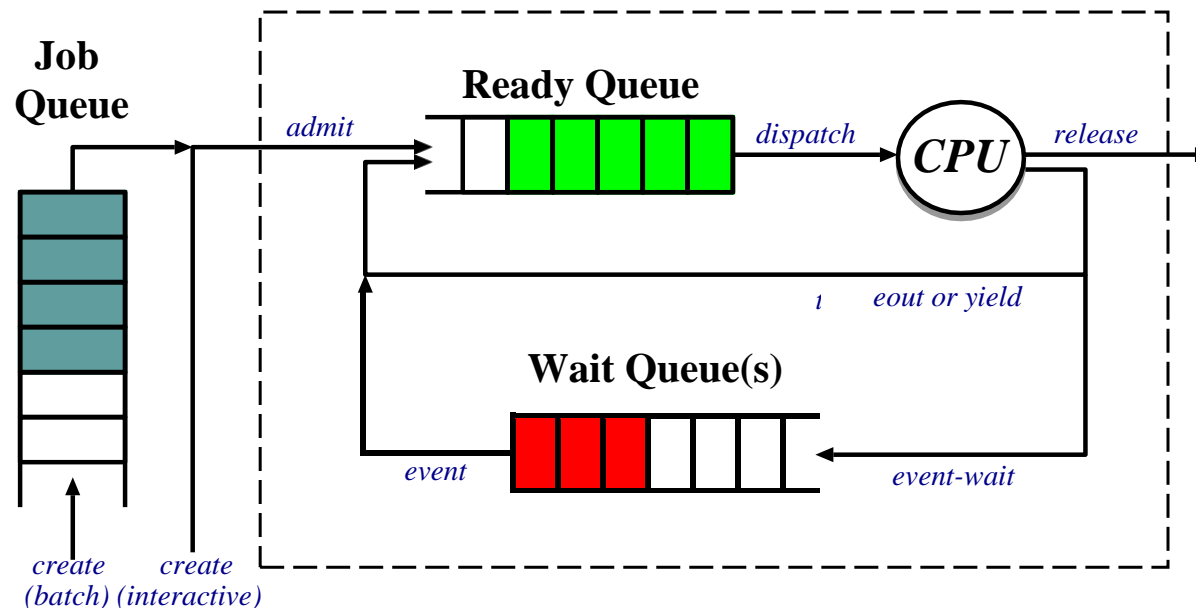 Job
Queue
Ready Queue
admit
dispatch
CPU
release
eout or yield
Wait Queue(s)
event
event-wait
create
(batch)
create
(interactive)